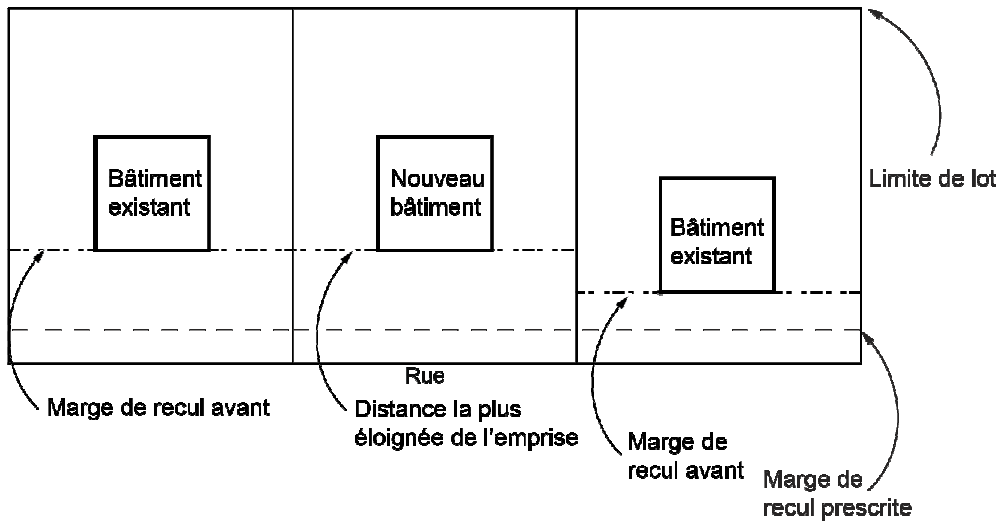 Bâtiment
existant
Nouveau
bâtiment
Bâtiment
existant
Limite de lot
Rue
Marge de recul avant
Distance la plus
éloignée de l'emprise
Marge de
recul avant
Marge de
recul prescrite